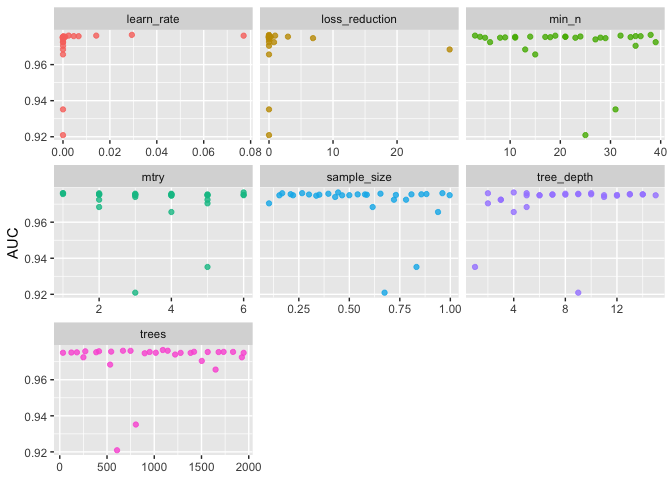 learn_rate loss_reduction min_n
0.96
0.94
0.92
0.00 0.02 0.04 0.06 0.08 0 10 20 10 20 30 40
mtry sample_size tree_depth
AUC
0.96
0.94
0.92
2 4 6 0.25 0.50 0.75 1.00 4 8 12
trees
0.96
0.94
0.92
0 500 1000 1500 2000